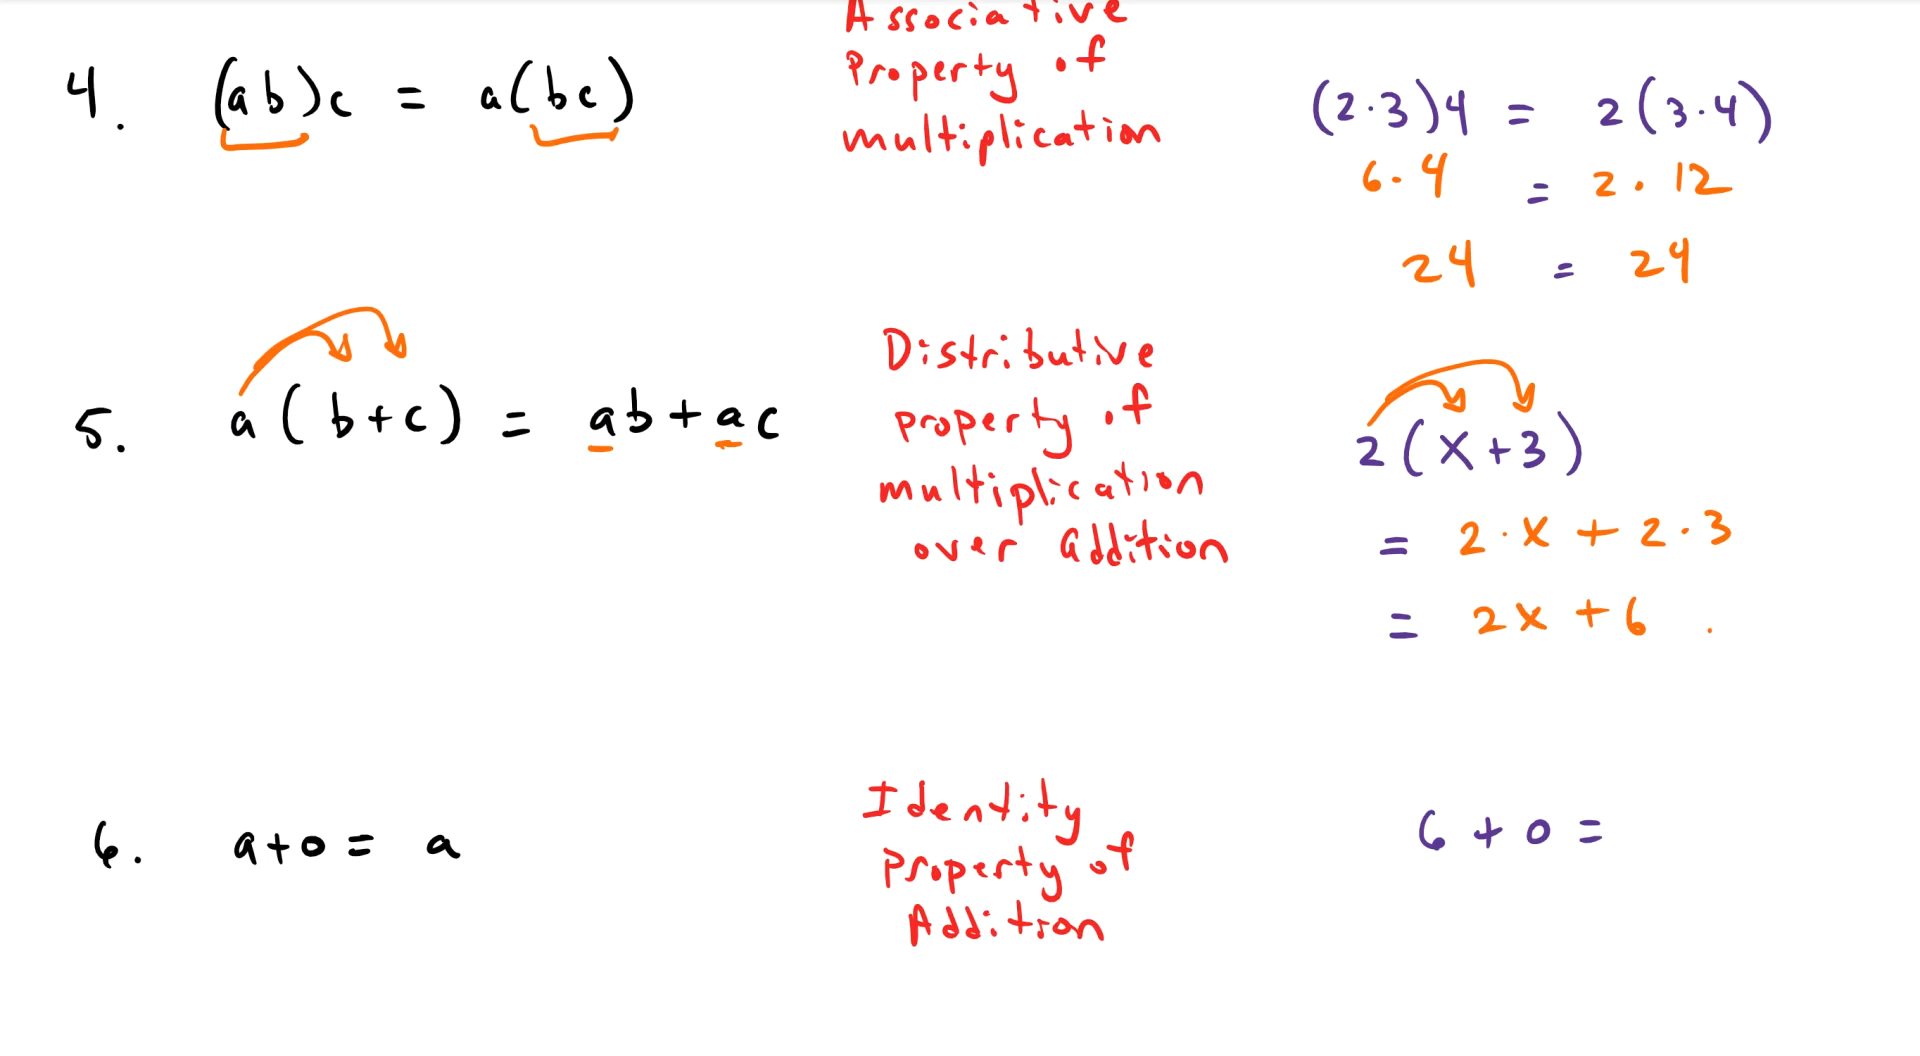 4. (ab)c = a(bc)
Associative
Property of
multiplication
(2·3)4 = 2(3·4)
6·4 = 2·12
24 = 24
5. a(b+c) = ab+ac
Distributive
property of
multiplication
over addition
2(x+3)
= 2·x + 2·3
= 2x + 6 .
6. a+0 = a
Identity
Property of
Addition
6 + 0 =